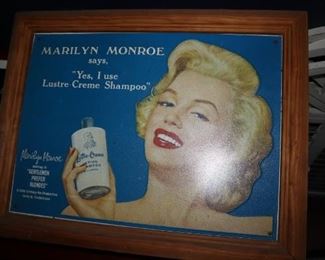 MARILYN MONROE
says,
"Yes, I use
Lustre-Creme Shampoo"
Marilyn Monroe
"GENTLEMEN
PREFER
BLONDES"